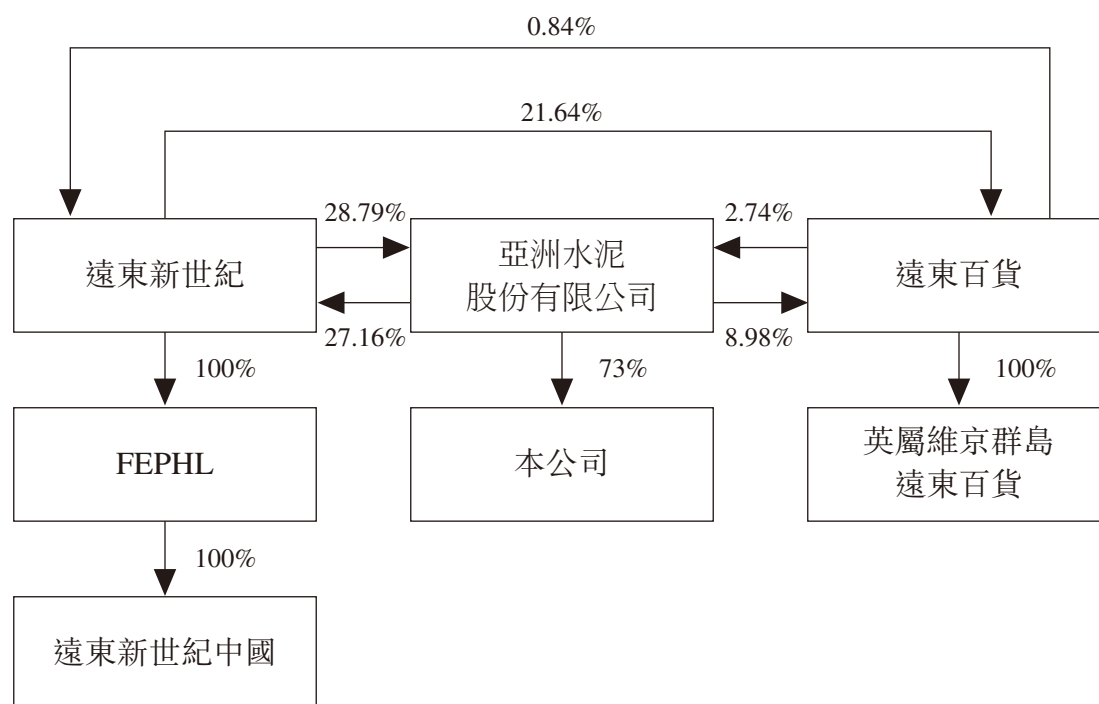 0.84%
21.64%
28.79%
2.74%
遠東新世紀
亞洲水泥
股份有限公司
遠東百貨
27.16%
8.98%
100%
73%
100%
FEPHL
本公司
英屬維京群島
遠東百貨
100%
遠東新世紀中國